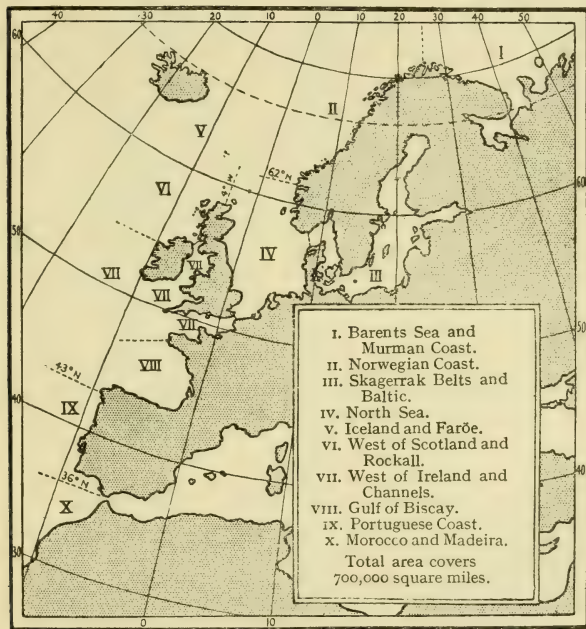 40 30 20 10 0 10 20 30 40 50
60
I
II
V
62°N
60
VI
50
VII
IV
VII
VII
III
VII
50
43°N
VIII
40
IX
40
36°N
X
30
0 10
I. Barents Sea and
Murman Coast.
II. Norwegian Coast.
III. Skagerrak Belts and
Baltic.
IV. North Sea.
V. Iceland and Faröe.
VI. West of Scotland and
Rockall.
VII. West of Ireland and
Channels.
VIII. Gulf of Biscay.
IX. Portuguese Coast.
X. Morocco and Madeira.
Total area covers
700,000 square miles.